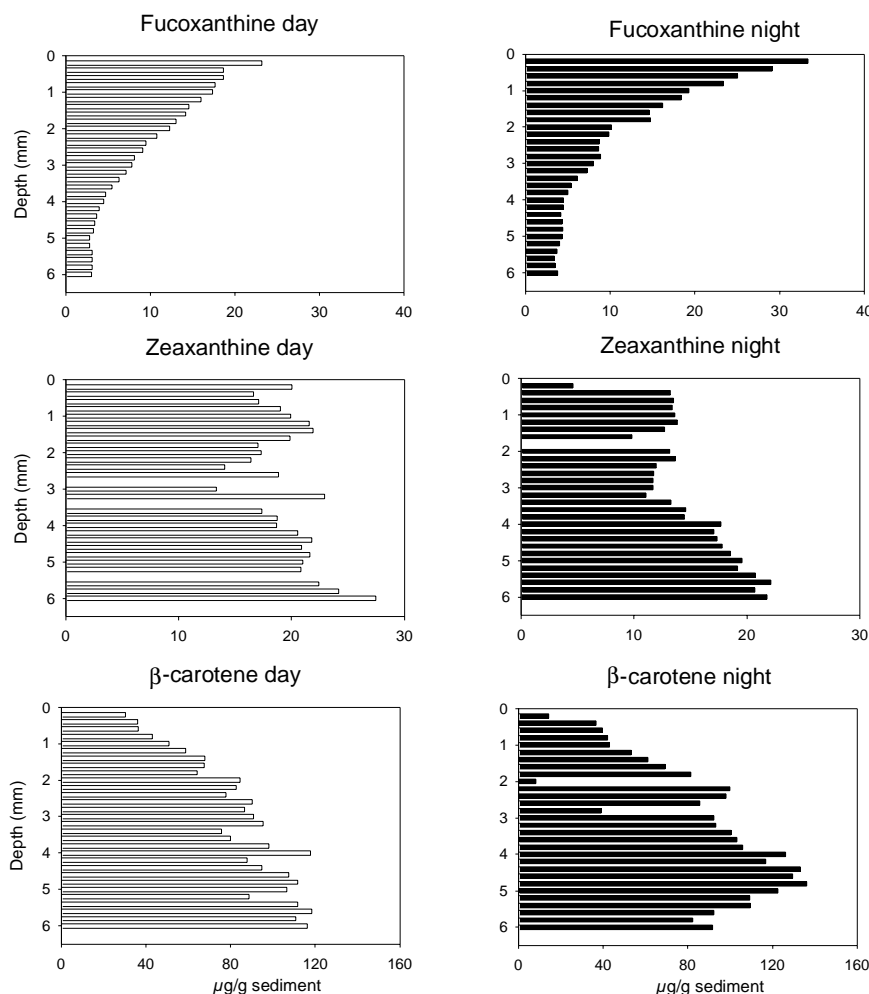 Fucoxanthine day
0
1
2
3
4
5
6
Depth (mm)
0 10 20 30 40
Fucoxanthine night
0
1
2
3
4
5
6
0 10 20 30 40
Zeaxanthine day
0
1
2
3
4
5
6
Depth (mm)
0 10 20 30
Zeaxanthine night
0
1
2
3
4
5
6
Depth (mm)
0 10 20 30
β-carotene day
0
1
2
3
4
5
6
Depth (mm)
0 40 80 120 160
µg/g sediment
β-carotene night
0
1
2
3
4
5
6
Depth (mm)
0 40 80 120 160
µg/g sediment